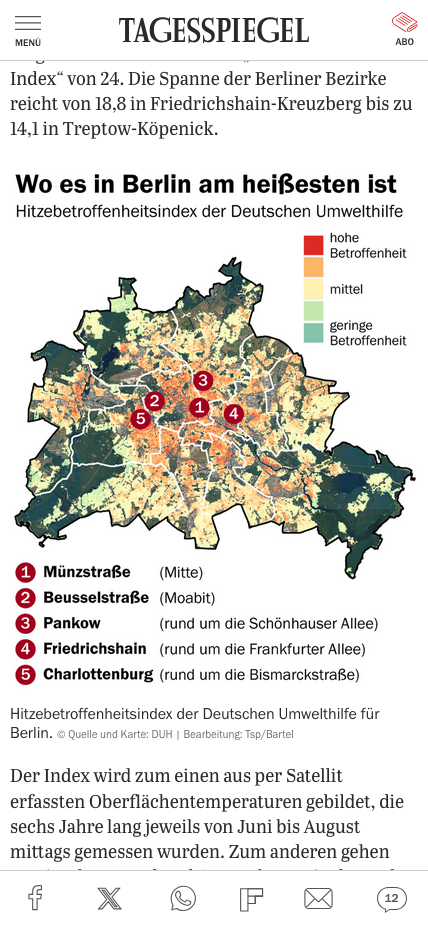 MENÜ
TAGESSPIEGEL
ABO
Index“ von 24. Die Spanne der Berliner Bezirke
reicht von 18,8 in Friedrichshain-Kreuzberg bis zu
14,1 in Treptow-Köpenick.
Wo es in Berlin am heißesten ist
Hitzebetroffenheitsindex der Deutschen Umwelthilfe
hohe
Betroffenheit
mittel
geringe
Betroffenheit
3
2
1
5
4
1 Münzstraße (Mitte)
2 Beusselstraße (Moabit)
3 Pankow (rund um die Schönhauser Allee)
4 Friedrichshain (rund um die Frankfurter Allee)
5 Charlottenburg (rund um die Bismarckstraße)
Hitzebetroffenheitsindex der Deutschen Umwelthilfe für
Berlin. © Quelle und Karte: DUH | Bearbeitung: Tsp/Bartel
Der Index wird zum einen aus per Satellit
erfassten Oberflächentemperaturen gebildet, die
sechs Jahre lang jeweils von Juni bis August
mittags gemessen wurden. Zum anderen gehen
12